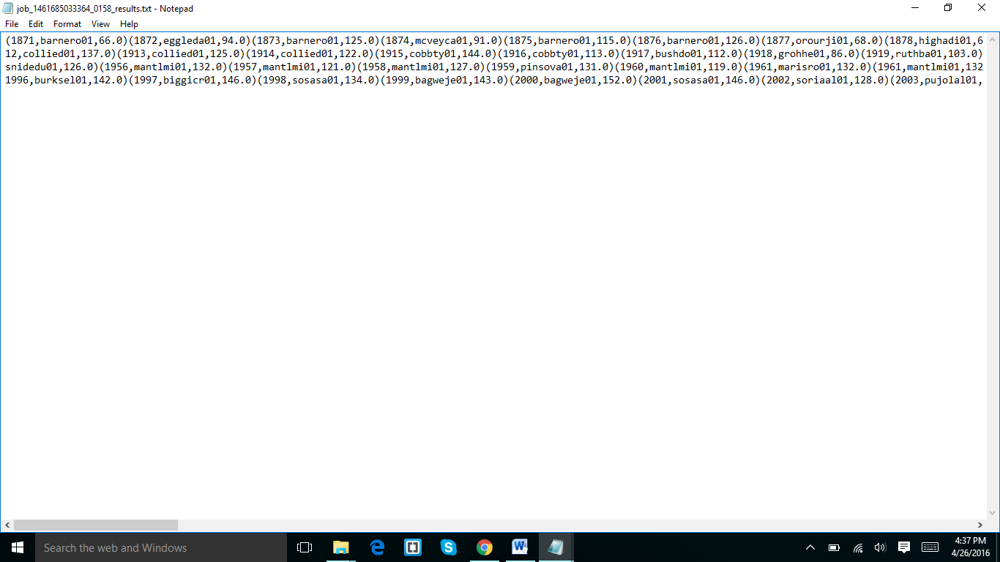 job_1461685033364_0158_results.txt - Notepad
File Edit Format View Help
(1871,barnero01,66.0)(1872,eggleda01,94.0)(1873,barnero01,125.0)(1874,mcveyca01,91.0)(1875,barnero01,115.0)(1876,barnero01,126.0)(1877,orourji01,68.0)(1878,highadi01,6
12,collied01,137.0)(1913,collied01,125.0)(1914,collied01,122.0)(1915,cobbty01,144.0)(1916,cobbty01,113.0)(1917,bushdo01,112.0)(1918,grohhe01,86.0)(1919,ruthba01,103.0)
snidedu01,126.0)(1956,mantlmi01,132.0)(1957,mantlmi01,121.0)(1958,mantlmi01,127.0)(1959,pinsova01,131.0)(1960,mantlmi01,119.0)(1961,marisro01,132.0)(1961,mantlmi01,132
1996,burksel01,142.0)(1997,biggicr01,146.0)(1998,sosasa01,134.0)(1999,bagweje01,143.0)(2000,bagweje01,152.0)(2001,sosasa01,146.0)(2002,soriaal01,128.0)(2003,pujolal01,
Search the web and Windows
4:37 PM
4/26/2016